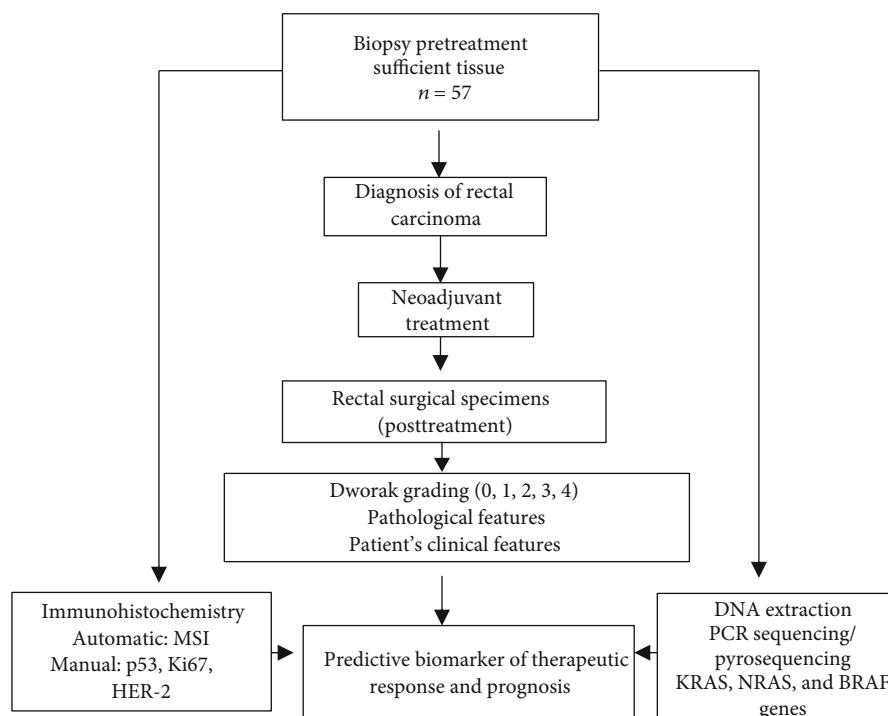 Biopsy pretreatment
sufficient tissue
n = 57
Diagnosis of rectal
carcinoma
Neoadjuvant
treatment
Rectal surgical specimens
(posttreatment)
Dworak grading (0, 1, 2, 3, 4)
Pathological features
Patient's clinical features
Immunohistochemistry
Automatic: MSI
Manual: p53, Ki67,
HER-2
Predictive biomarker of therapeutic
response and prognosis
DNA extraction
PCR sequencing/
pyrosequencing
KRAS, NRAS, and BRAF
genes